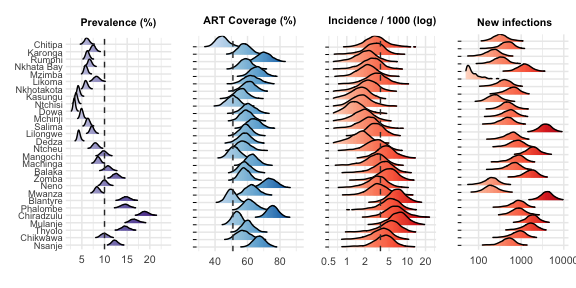 Prevalence (%)
ART Coverage (%)
Incidence / 1000 (log)
New infections
Chitipa
Karonga
Rumphi
Nkhata Bay
Mzimba
Likoma
Nkhotakota
Kasungu
Ntchisi
Dowa
Mchinji
Salima
Lilongwe
Dedza
Ntcheu
Mangochi
Machinga
Balaka
Zomba
Neno
Mwanza
Blantyre
Phalombe
Chiradzulu
Mulanje
Thyolo
Chikwawa
Nsanje
5 10 15 20
40 60 80
0.5 1 2 5 10 20
100 1000 10000